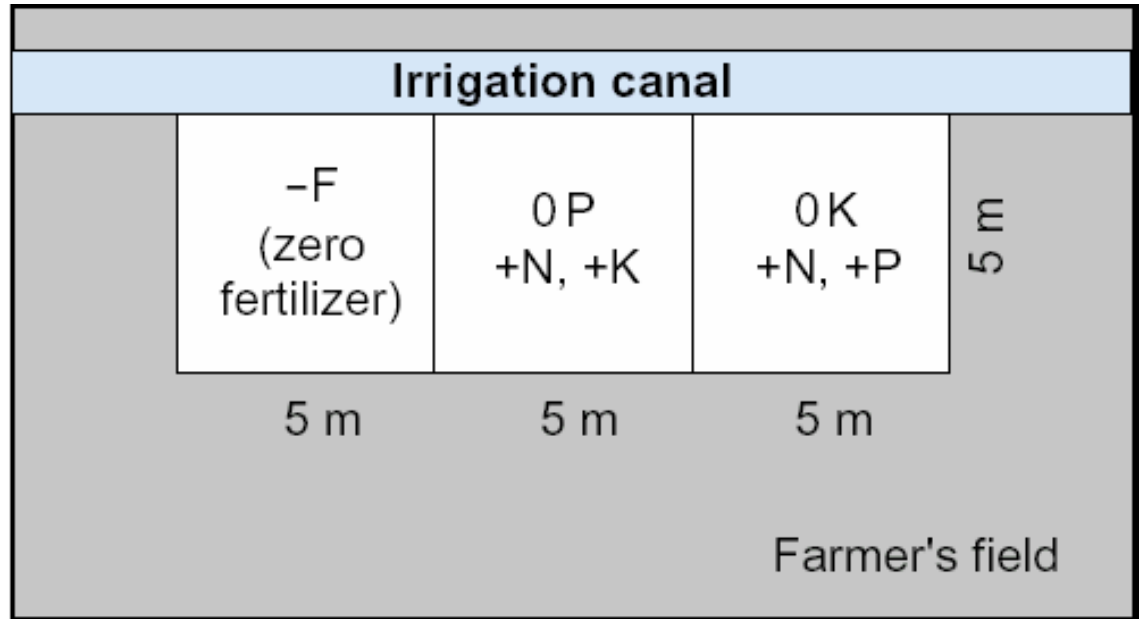 Irrigation canal
–F
(zero
fertilizer)
0 P
+N, +K
0 K
+N, +P
5 m
5 m
5 m
5 m
Farmer's field